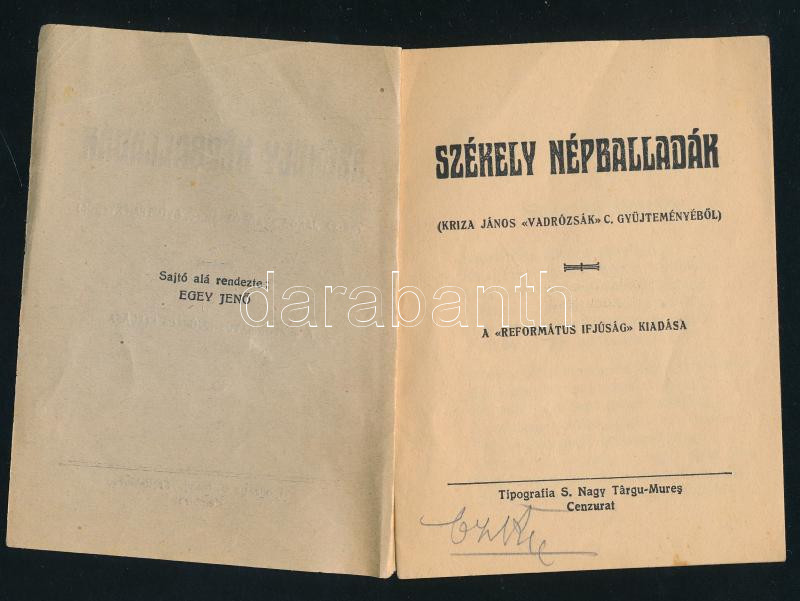 Sajtó alá rendezte:
EGEY JENŐ
SZÉKELY NÉPBALLADÁK
(KRIZA JÁNOS «VADRÓZSÁK» C. GYÜJTEMÉNYÉBŐL)
A «REFORMÁTUS IFJÚSÁG» KIADÁSA
Tipografia S. Nagy Târgu-Mureş
Cenzurat
darabanth